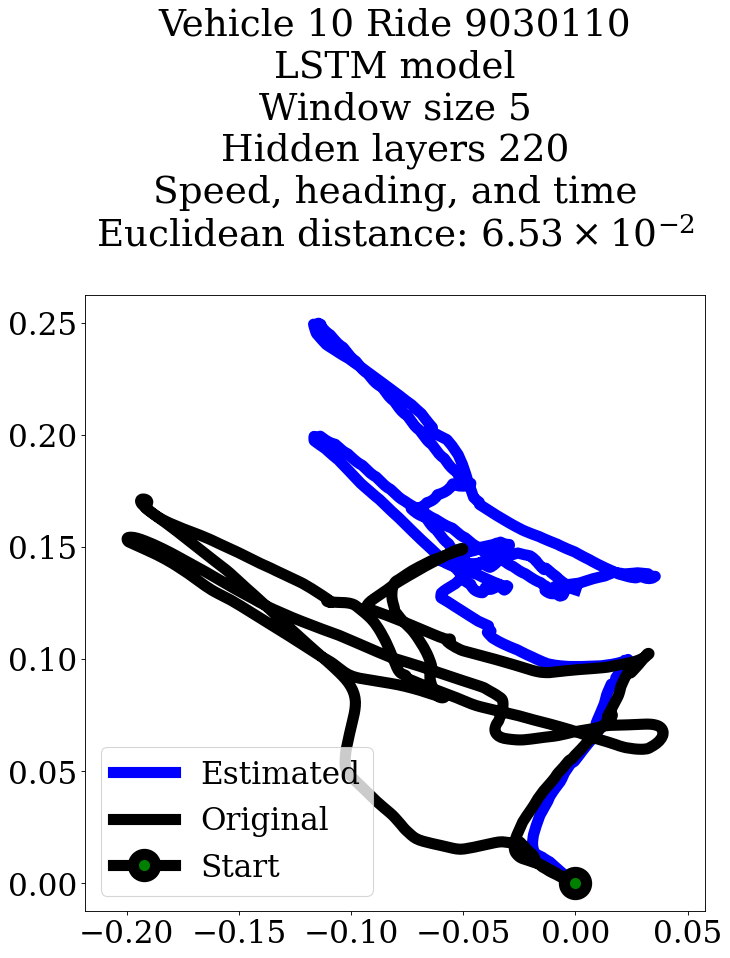 Vehicle 10 Ride 9030110
LSTM model
Window size 5
Hidden layers 220
Speed, heading, and time
Euclidean distance: 6.53 × 10⁻²
0.25
0.20
0.15
0.10
0.05
0.00
Estimated
Original
Start
−0.20 −0.15 −0.10 −0.05 0.00 0.05